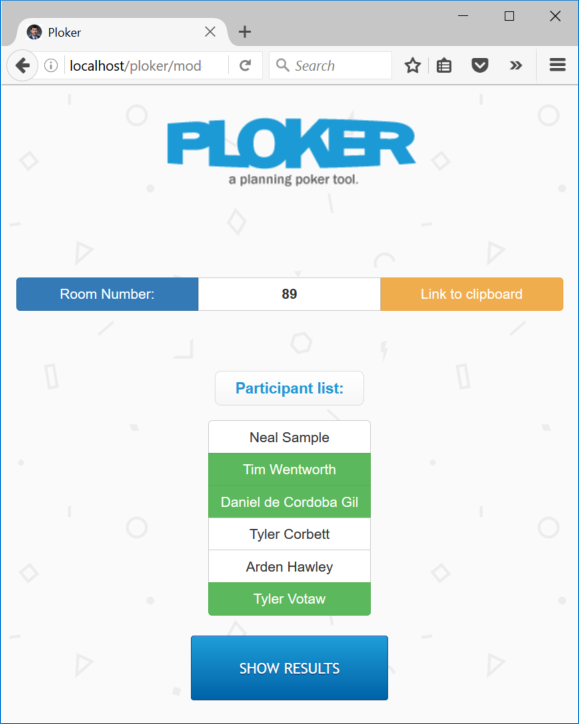 Ploker
localhost/ploker/mod
Search
PLOKER
a planning poker tool.
Room Number:
89
Link to clipboard
Participant list:
Neal Sample
Tim Wentworth
Daniel de Cordoba Gil
Tyler Corbett
Arden Hawley
Tyler Votaw
SHOW RESULTS